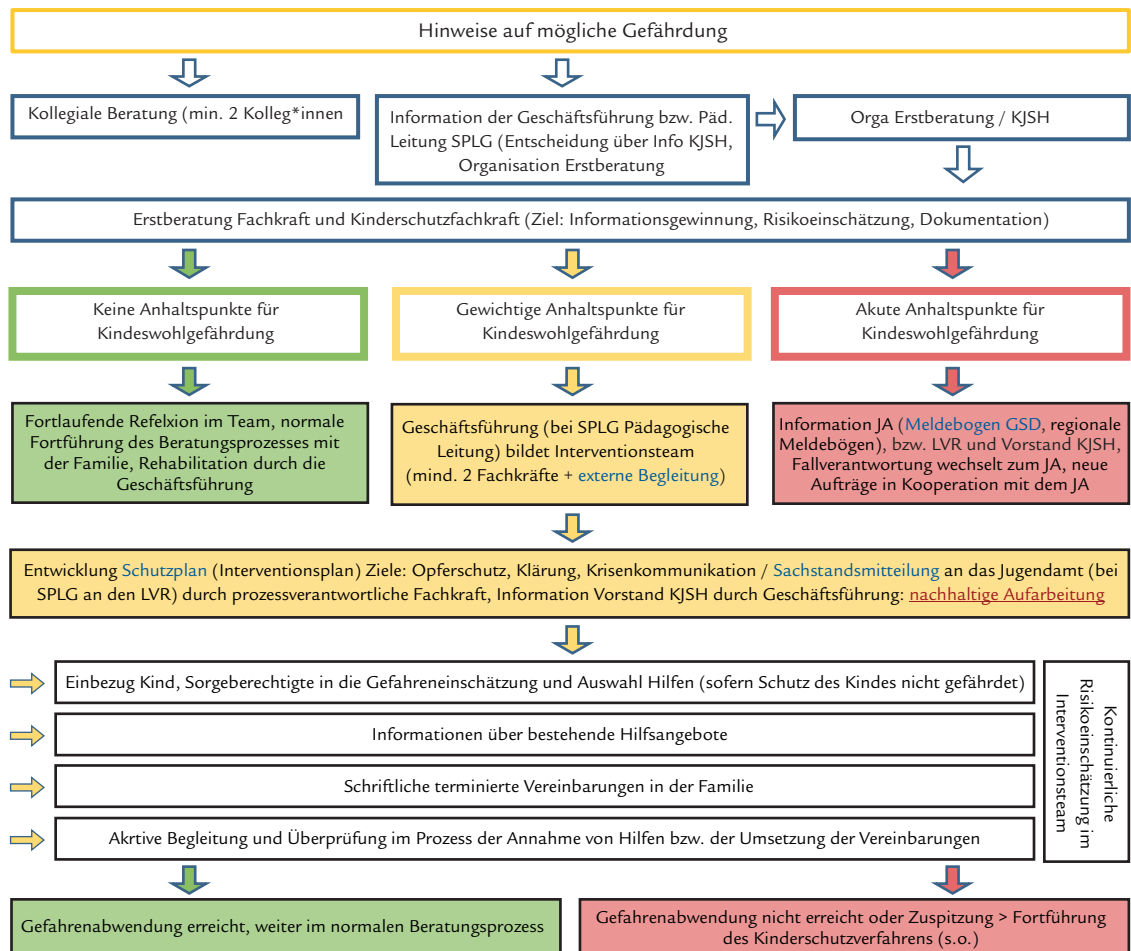 Hinweise auf mögliche Gefährdung
Kollegiale Beratung (min. 2 Kolleg*innen
Information der Geschäftsführung bzw. Päd.
Leitung SPLG (Entscheidung über Info KJSH,
Organisation Erstberatung
Orga Erstberatung / KJSH
Erstberatung Fachkraft und Kinderschutzfachkraft (Ziel: Informationsgewinnung, Risikoeinschätzung, Dokumentation)
Keine Anhaltspunkte für
Kindeswohlgefährdung
Gewichtige Anhaltspunkte für
Kindeswohlgefährdung
Akute Anhaltspunkte für
Kindeswohlgefährdung
Fortlaufende Refelxion im Team, normale
Fortführung des Beratungsprozesses mit
der Familie, Rehabilitation durch die
Geschäftsführung
Geschäftsführung (bei SPLG Pädagogische
Leitung) bildet Interventionsteam
(mind. 2 Fachkräfte + externe Begleitung)
Information JA (Meldebogen GSD, regionale
Meldebögen), bzw. LVR und Vorstand KJSH,
Fallverantwortung wechselt zum JA, neue
Aufträge in Kooperation mit dem JA
Entwicklung Schutzplan (Interventionsplan) Ziele: Opferschutz, Klärung, Krisenkommunikation / Sachstandsmitteilung an das Jugendamt (bei
SPLG an den LVR) durch prozessverantwortliche Fachkraft, Information Vorstand KJSH durch Geschäftsführung: nachhaltige Aufarbeitung
Einbezug Kind, Sorgeberechtigte in die Gefahreneinschätzung und Auswahl Hilfen (sofern Schutz des Kindes nicht gefährdet)
Informationen über bestehende Hilfsangebote
Schriftliche terminierte Vereinbarungen in der Familie
Akrtive Begleitung und Überprüfung im Prozess der Annahme von Hilfen bzw. der Umsetzung der Vereinbarungen
Kontinuierliche
Risikoeinschätzung im
Interventionsteam
Gefahrenabwendung erreicht, weiter im normalen Beratungsprozess
Gefahrenabwendung nicht erreicht oder Zuspitzung > Fortführung
des Kinderschutzverfahrens (s.o.)